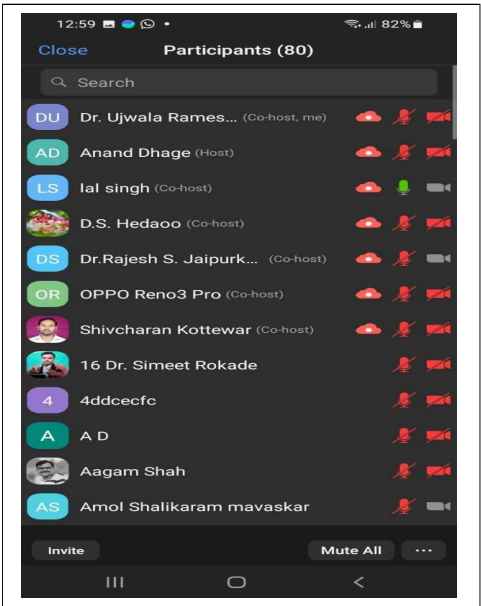 12:59 82%
Close Participants (80)
Search
DU Dr. Ujwala Rames... (Co-host, me)
AD Anand Dhage (Host)
LS lal singh (Co-host)
D.S. Hedaoo (Co-host)
DS Dr.Rajesh S. Jaipurk... (Co-host)
OR OPPO Reno3 Pro (Co-host)
Shivcharan Kottewar (Co-host)
16 Dr. Simeet Rokade
4 4ddcecfc
A A D
Aagam Shah
AS Amol Shalikaram mavaskar
Invite Mute All ...